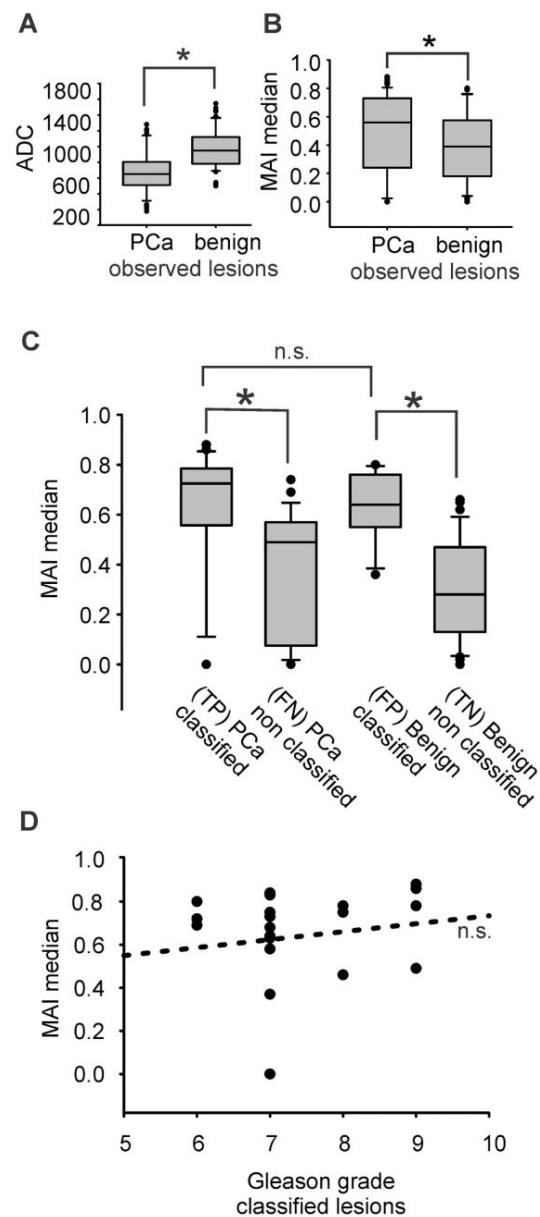 A
*
1800
1400
1000
600
200
ADC
PCa benign
observed lesions
B
*
1.0
0.8
0.6
0.4
0.2
0.0
MAI median
PCa benign
observed lesions
C
n.s.
*
*
1.0
0.8
0.6
0.4
0.2
0.0
MAI median
(TP) PCa
classified
(FN) PCa
non classified
(FP) Benign
classified
(TN) Benign
non classified
D
1.0
0.8
0.6
0.4
0.2
0.0
MAI median
n.s.
5 6 7 8 9 10
Gleason grade
classified lesions